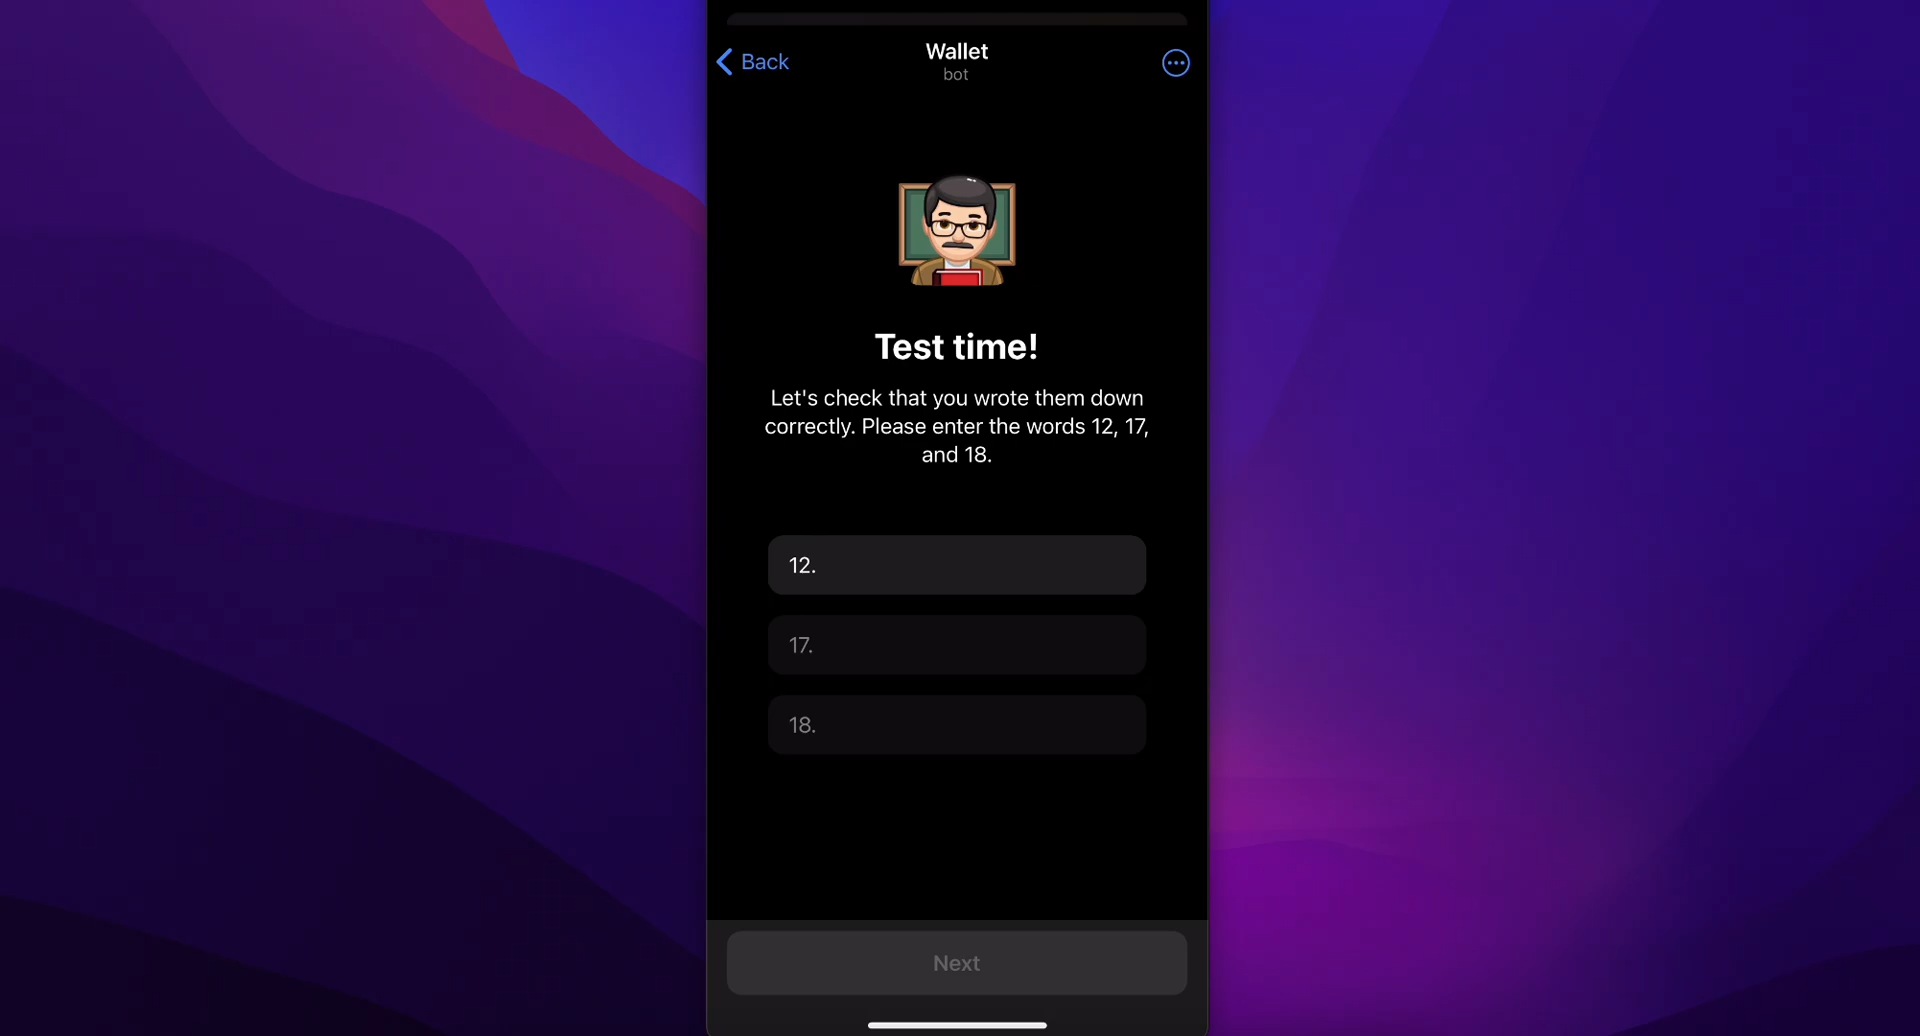 Back
Wallet
bot
Test time!
Let's check that you wrote them down
correctly. Please enter the words 12, 17,
and 18.
12.
17.
18.
Next